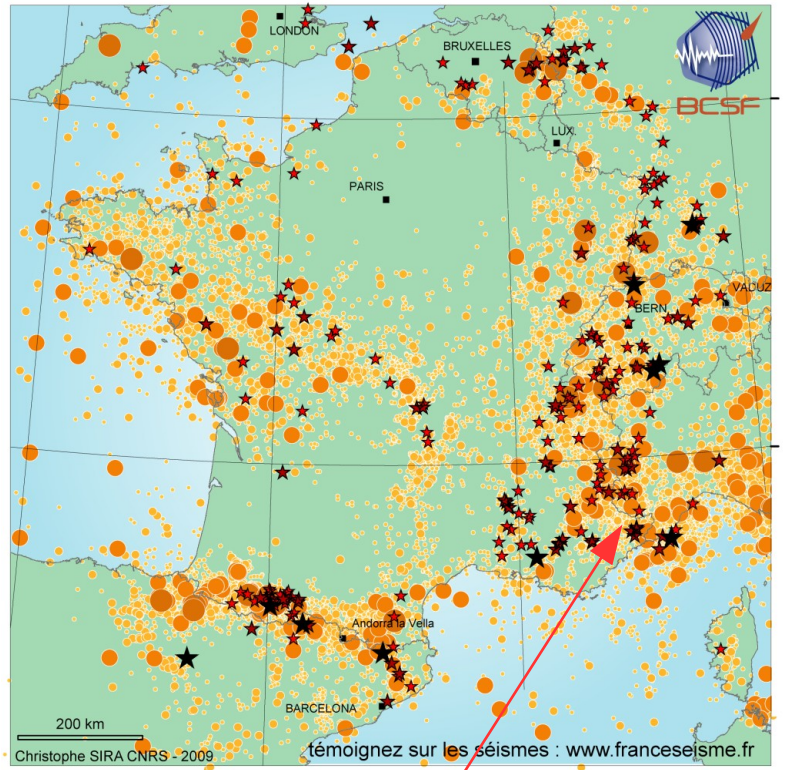 LONDON
BRUXELLES
BCSF
LUX.
PARIS
VADUZ
BERN
Andorra la Vella
BARCELONA
200 km
Christophe SIRA CNRS - 2009
témoignez sur les séismes : www.franceseisme.fr